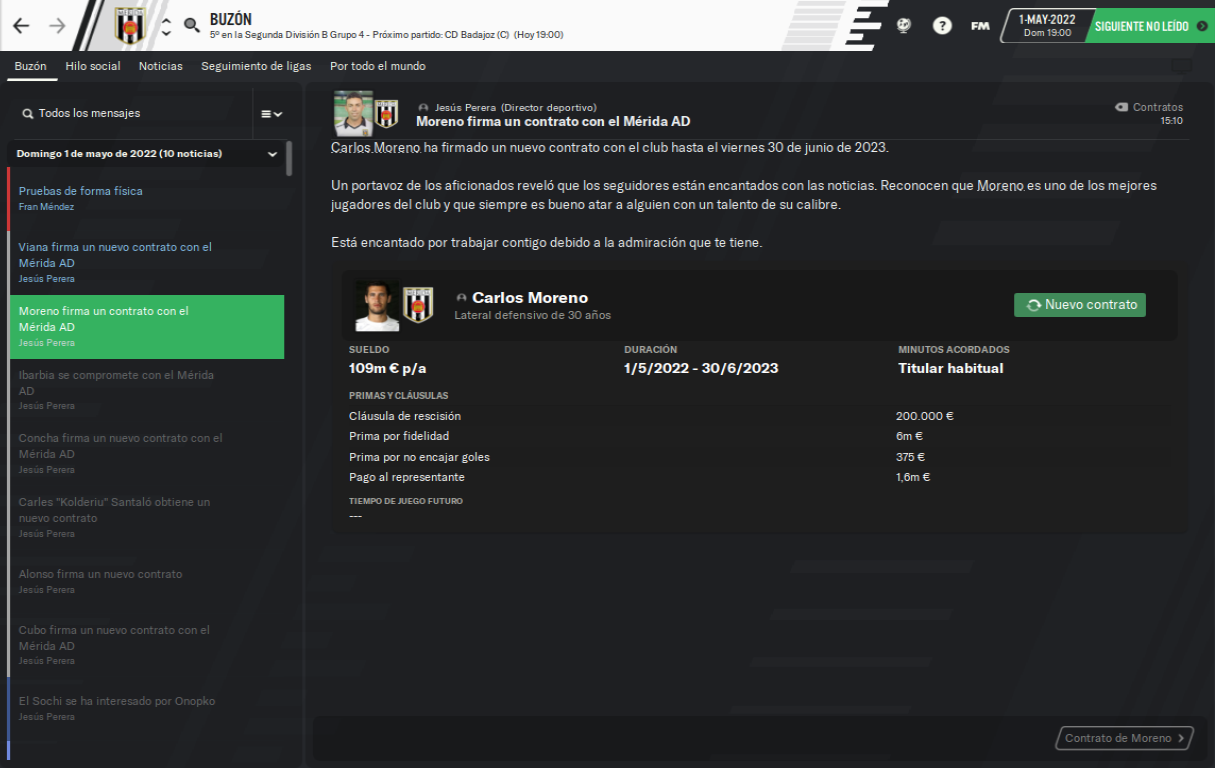 BUZÓN
5º en la Segunda División B Grupo 4 - Próximo partido: CD Badajoz (C) (Hoy 19:00)
?
FM
1-MAY-2022
Dom 19:00
SIGUIENTE NO LEÍDO
Buzón Hilo social Noticias Seguimiento de ligas Por todo el mundo
Todos los mensajes
Domingo 1 de mayo de 2022 (10 noticias)
Pruebas de forma física
Fran Méndez
Viana firma un nuevo contrato con el
Mérida AD
Jesús Perera
Moreno firma un contrato con el
Mérida AD
Jesús Perera
Ibarbia se compromete con el Mérida
AD
Jesús Perera
Concha firma un nuevo contrato con el
Mérida AD
Jesús Perera
Carles "Kolderiu" Santaló obtiene un
nuevo contrato
Jesús Perera
Alonso firma un nuevo contrato
Jesús Perera
Cubo firma un nuevo contrato con el
Mérida AD
Jesús Perera
El Sochi se ha interesado por Onopko
Jesús Perera
Jesús Perera (Director deportivo)
Moreno firma un contrato con el Mérida AD
Contratos
15:10
Carlos Moreno ha firmado un nuevo contrato con el club hasta el viernes 30 de junio de 2023.
Un portavoz de los aficionados reveló que los seguidores están encantados con las noticias. Reconocen que Moreno es uno de los mejores
jugadores del club y que siempre es bueno atar a alguien con un talento de su calibre.
Está encantado por trabajar contigo debido a la admiración que te tiene.
Carlos Moreno
Lateral defensivo de 30 años
Nuevo contrato
SUELDO DURACIÓN MINUTOS ACORDADOS
109m € p/a 1/5/2022 - 30/6/2023 Titular habitual
PRIMAS Y CLÁUSULAS
Cláusula de rescisión 200.000 €
Prima por fidelidad 6m €
Prima por no encajar goles 375 €
Pago al representante 1,6m €
TIEMPO DE JUEGO FUTURO
---
Contrato de Moreno